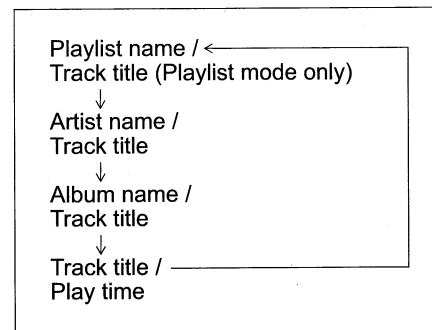 Playlist name /
Track title (Playlist mode only)
Artist name /
Track title
Album name /
Track title
Track title /
Play time